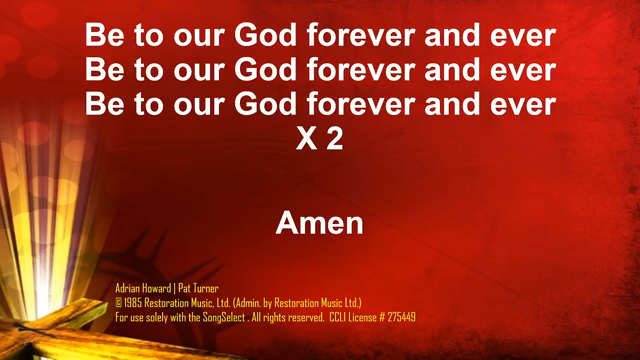 Be to our God forever and ever
Be to our God forever and ever
Be to our God forever and ever
X 2
Amen
Adrian Howard | Pat Turner
© 1985 Restoration Music, Ltd. (Admin. by Restoration Music Ltd.)
For use solely with the SongSelect . All rights reserved. CCLI License # 275449